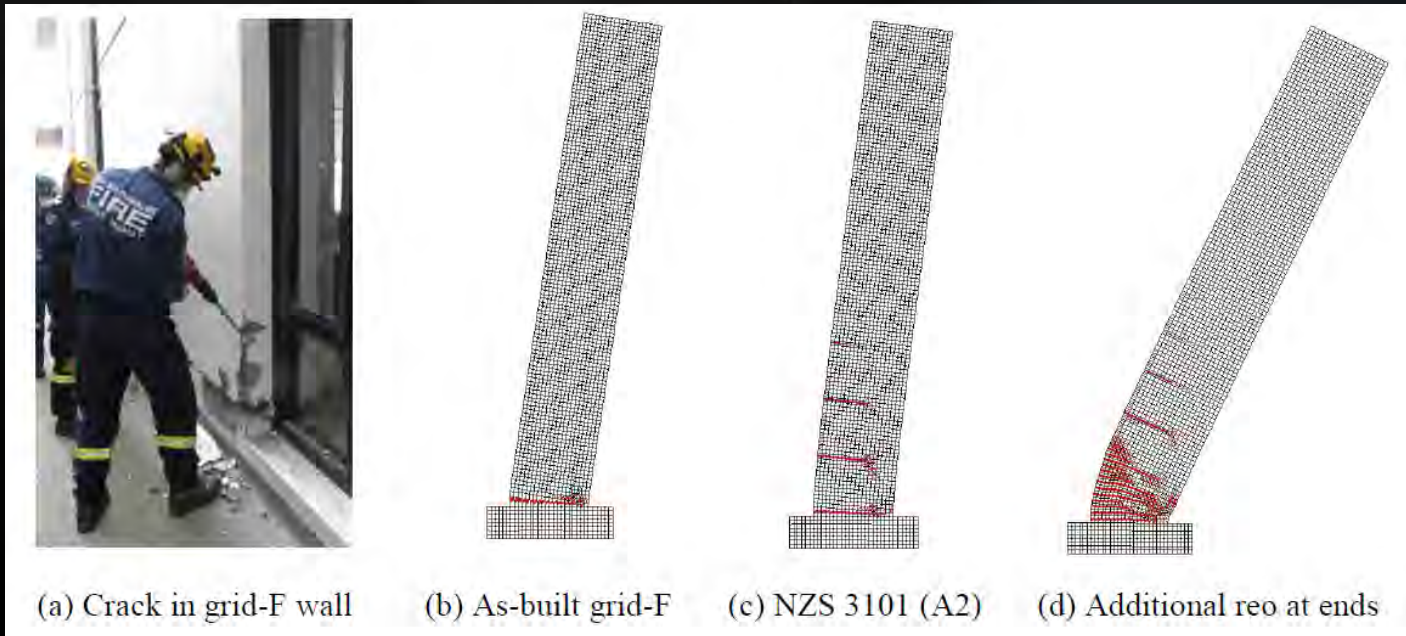 FIRE
(a) Crack in grid-F wall
(b) As-built grid-F
(c) NZS 3101 (A2)
(d) Additional reo at ends